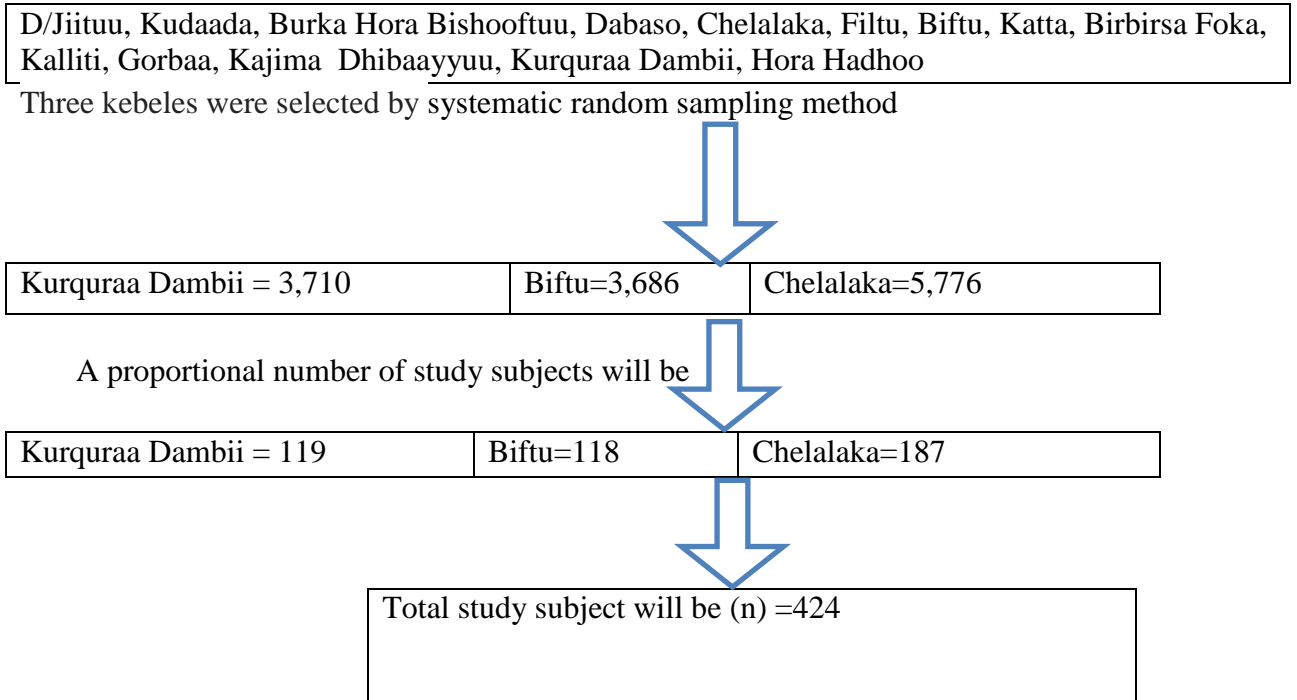 D/Jiituu, Kudaada, Burka Hora Bishooftuu, Dabaso, Chelalaka, Filtu, Biftu, Katta, Birbirsa Foka,
Kalliti, Gorbaa, Kajima Dhibaayyuu, Kurquraa Dambii, Hora Hadhoo
Three kebeles were selected by systematic random sampling method
Kurquraa Dambii = 3,710 Biftu=3,686 Chelalaka=5,776
A proportional number of study subjects will be
Kurquraa Dambii = 119 Biftu=118 Chelalaka=187
Total study subject will be (n) =424